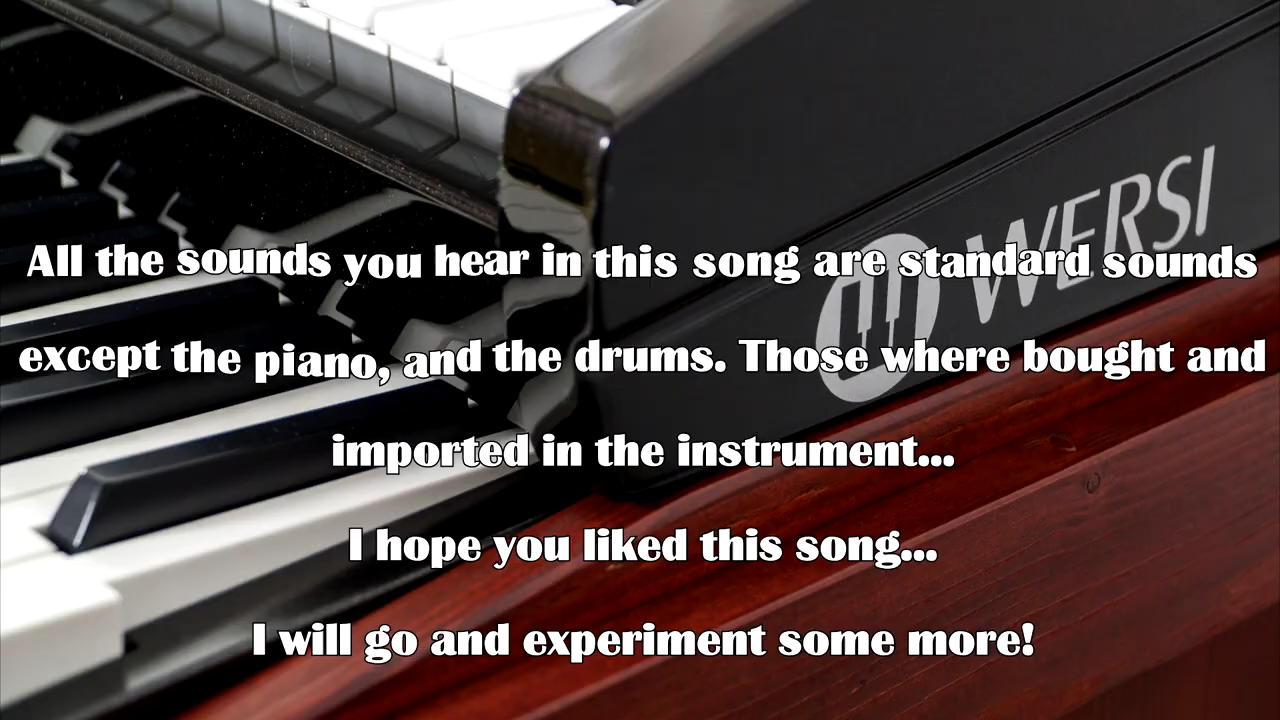 WERSI
All the sounds you hear in this song are standard sounds
except the piano, and the drums. Those where bought and
imported in the instrument...
I hope you liked this song...
I will go and experiment some more!